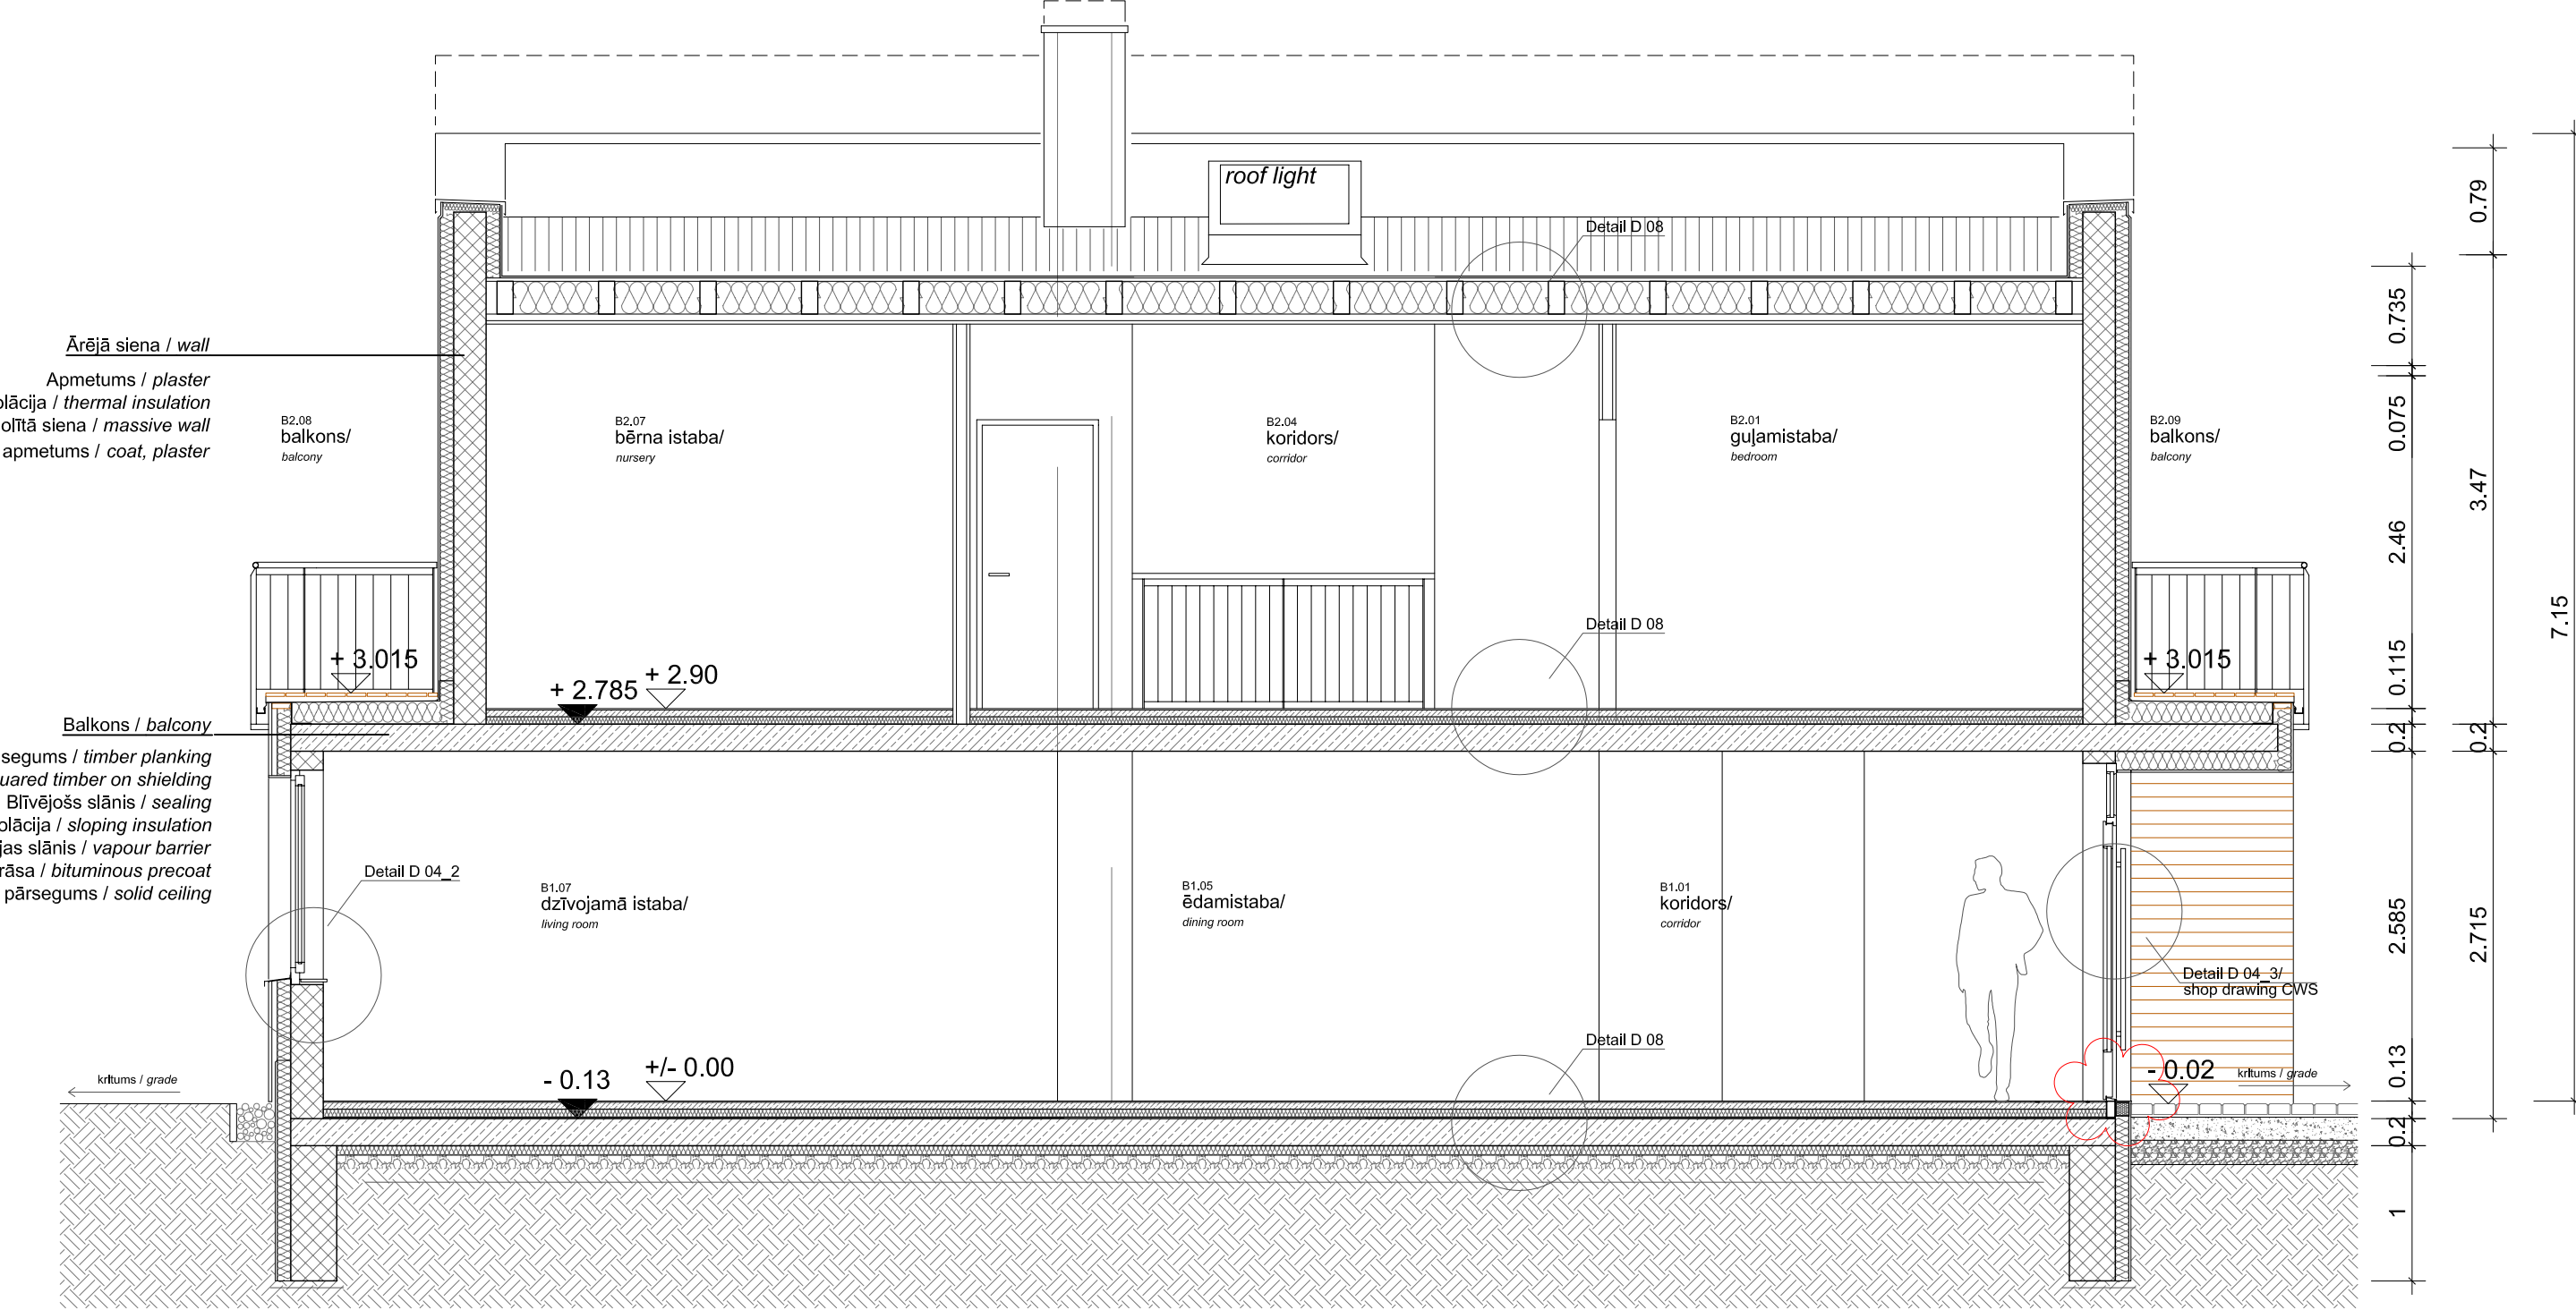 roof light
Detail D 08
Ārējā siena / wall
Apmetums / plaster
olācija / thermal insulation
olītā siena / massive wall
apmetums / coat, plaster
B2.08
balkons/
balcony
B2.07
bērna istaba/
nursery
B2.04
koridors/
corridor
B2.01
guļamistaba/
bedroom
B2.09
balkons/
balcony
Detail D 08
+ 3.015
+ 2.785
+ 2.90
+ 3.015
Balkons / balcony
segums / timber planking
uared timber on shielding
Blīvējošs slānis / sealing
olācija / sloping insulation
jas slānis / vapour barrier
rāsa / bituminous precoat
pārsegums / solid ceiling
Detail D 04_2
B1.07
dzīvojamā istaba/
living room
B1.05
ēdamistaba/
dining room
B1.01
koridors/
corridor
Detail D 04_3/
shop drawing CWS
Detail D 08
kritums / grade
- 0.13
+/- 0.00
- 0.02
kritums / grade
0.735
0.075
2.46
0.115
0.2
2.585
0.13
0.2
1
0.79
3.47
0.2
2.715
7.15